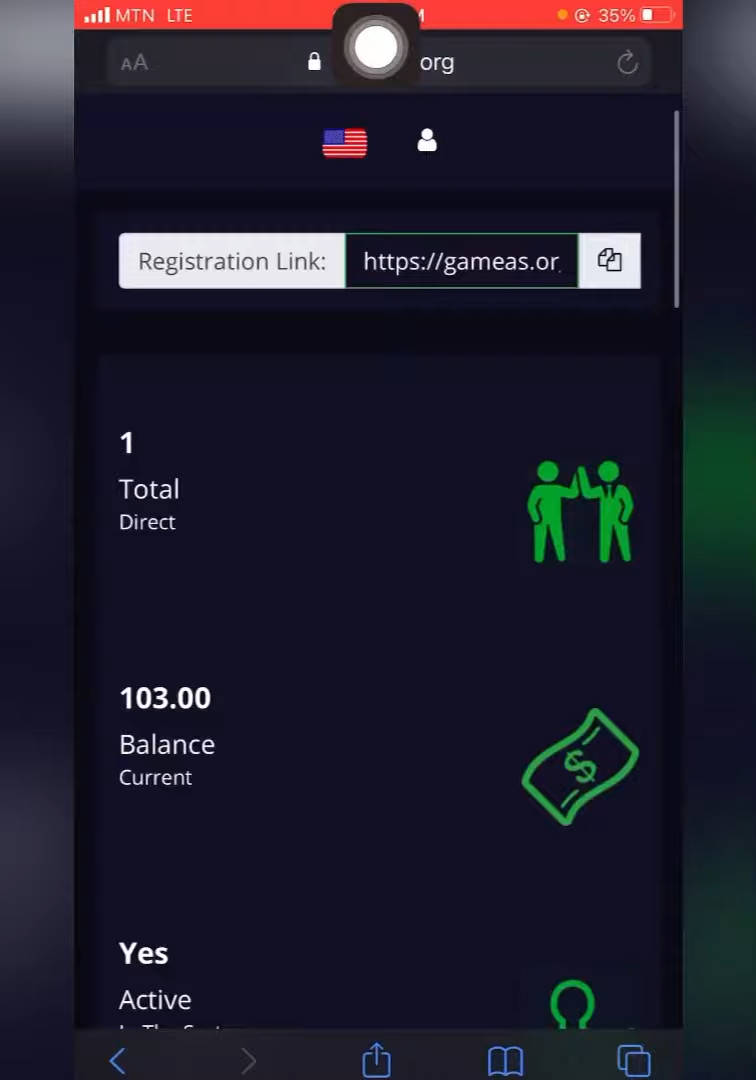 MTN LTE
M
35%
AA
org
Registration Link: https://gameas.or
1
Total
Direct
103.00
Balance
Current
$
Yes
Active